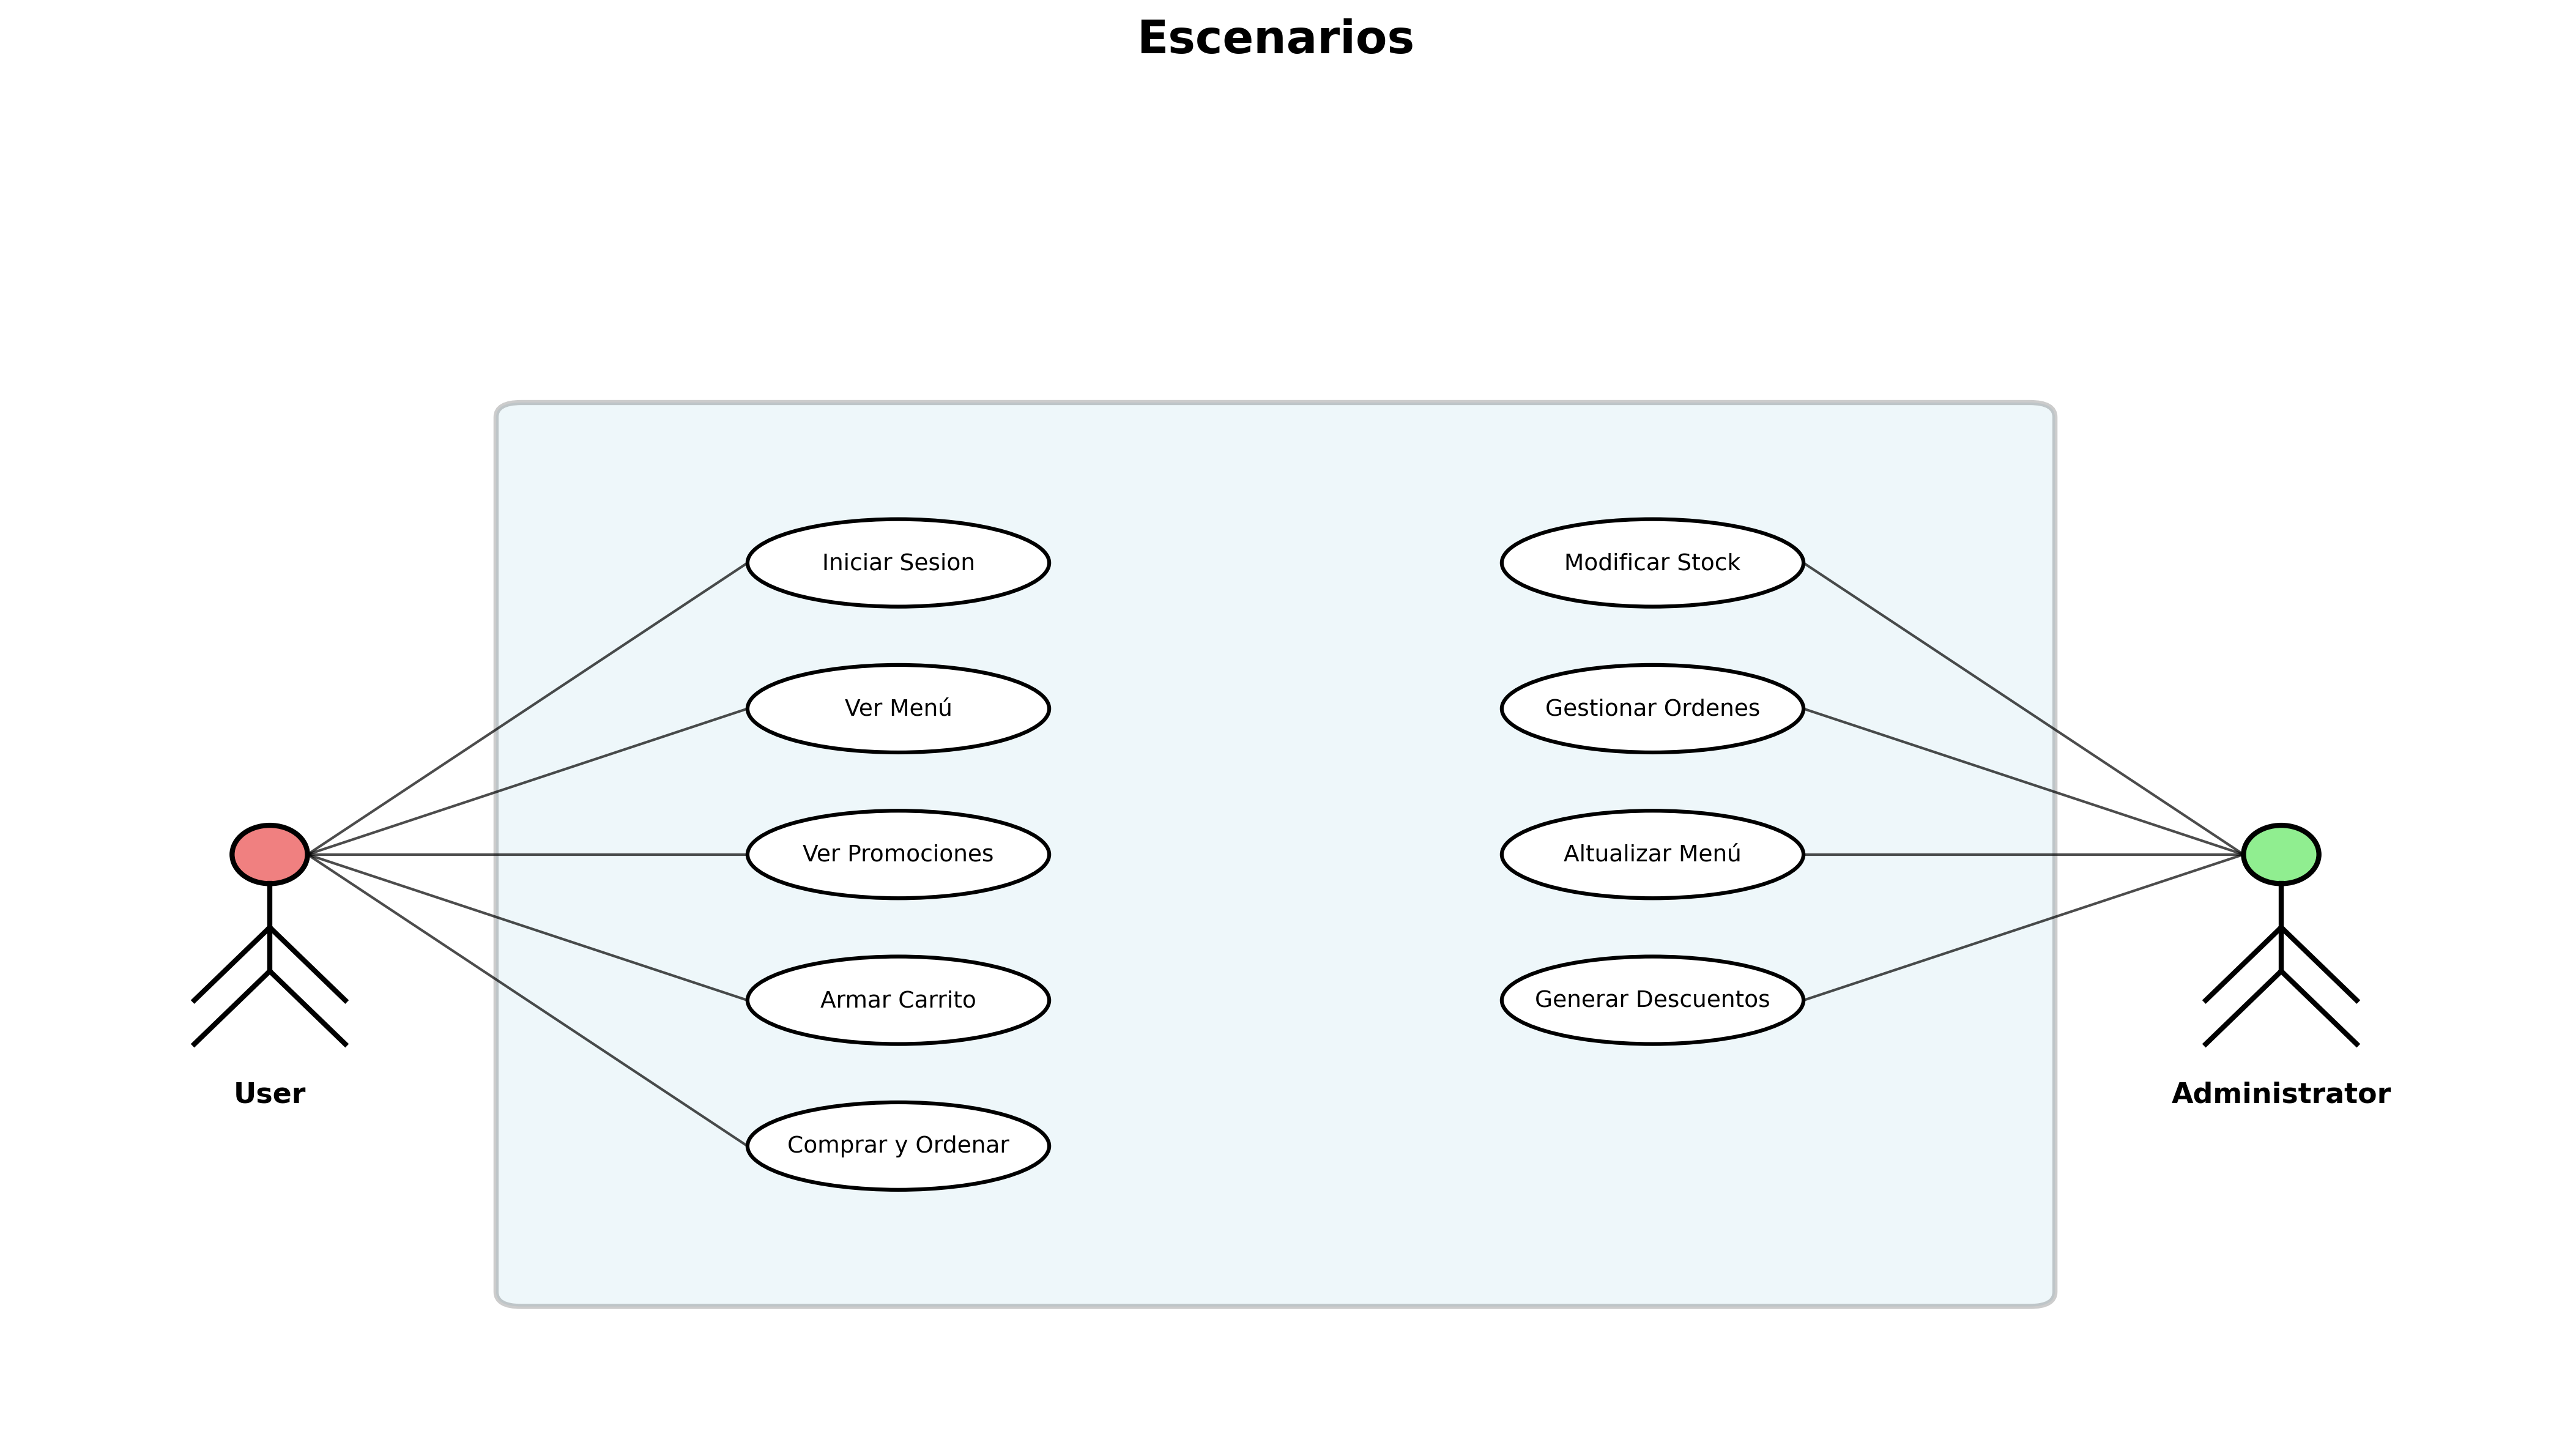 Escenarios
Iniciar Sesion
Ver Menú
Ver Promociones
Armar Carrito
Comprar y Ordenar
Modificar Stock
Gestionar Ordenes
Altualizar Menú
Generar Descuentos
User
Administrator